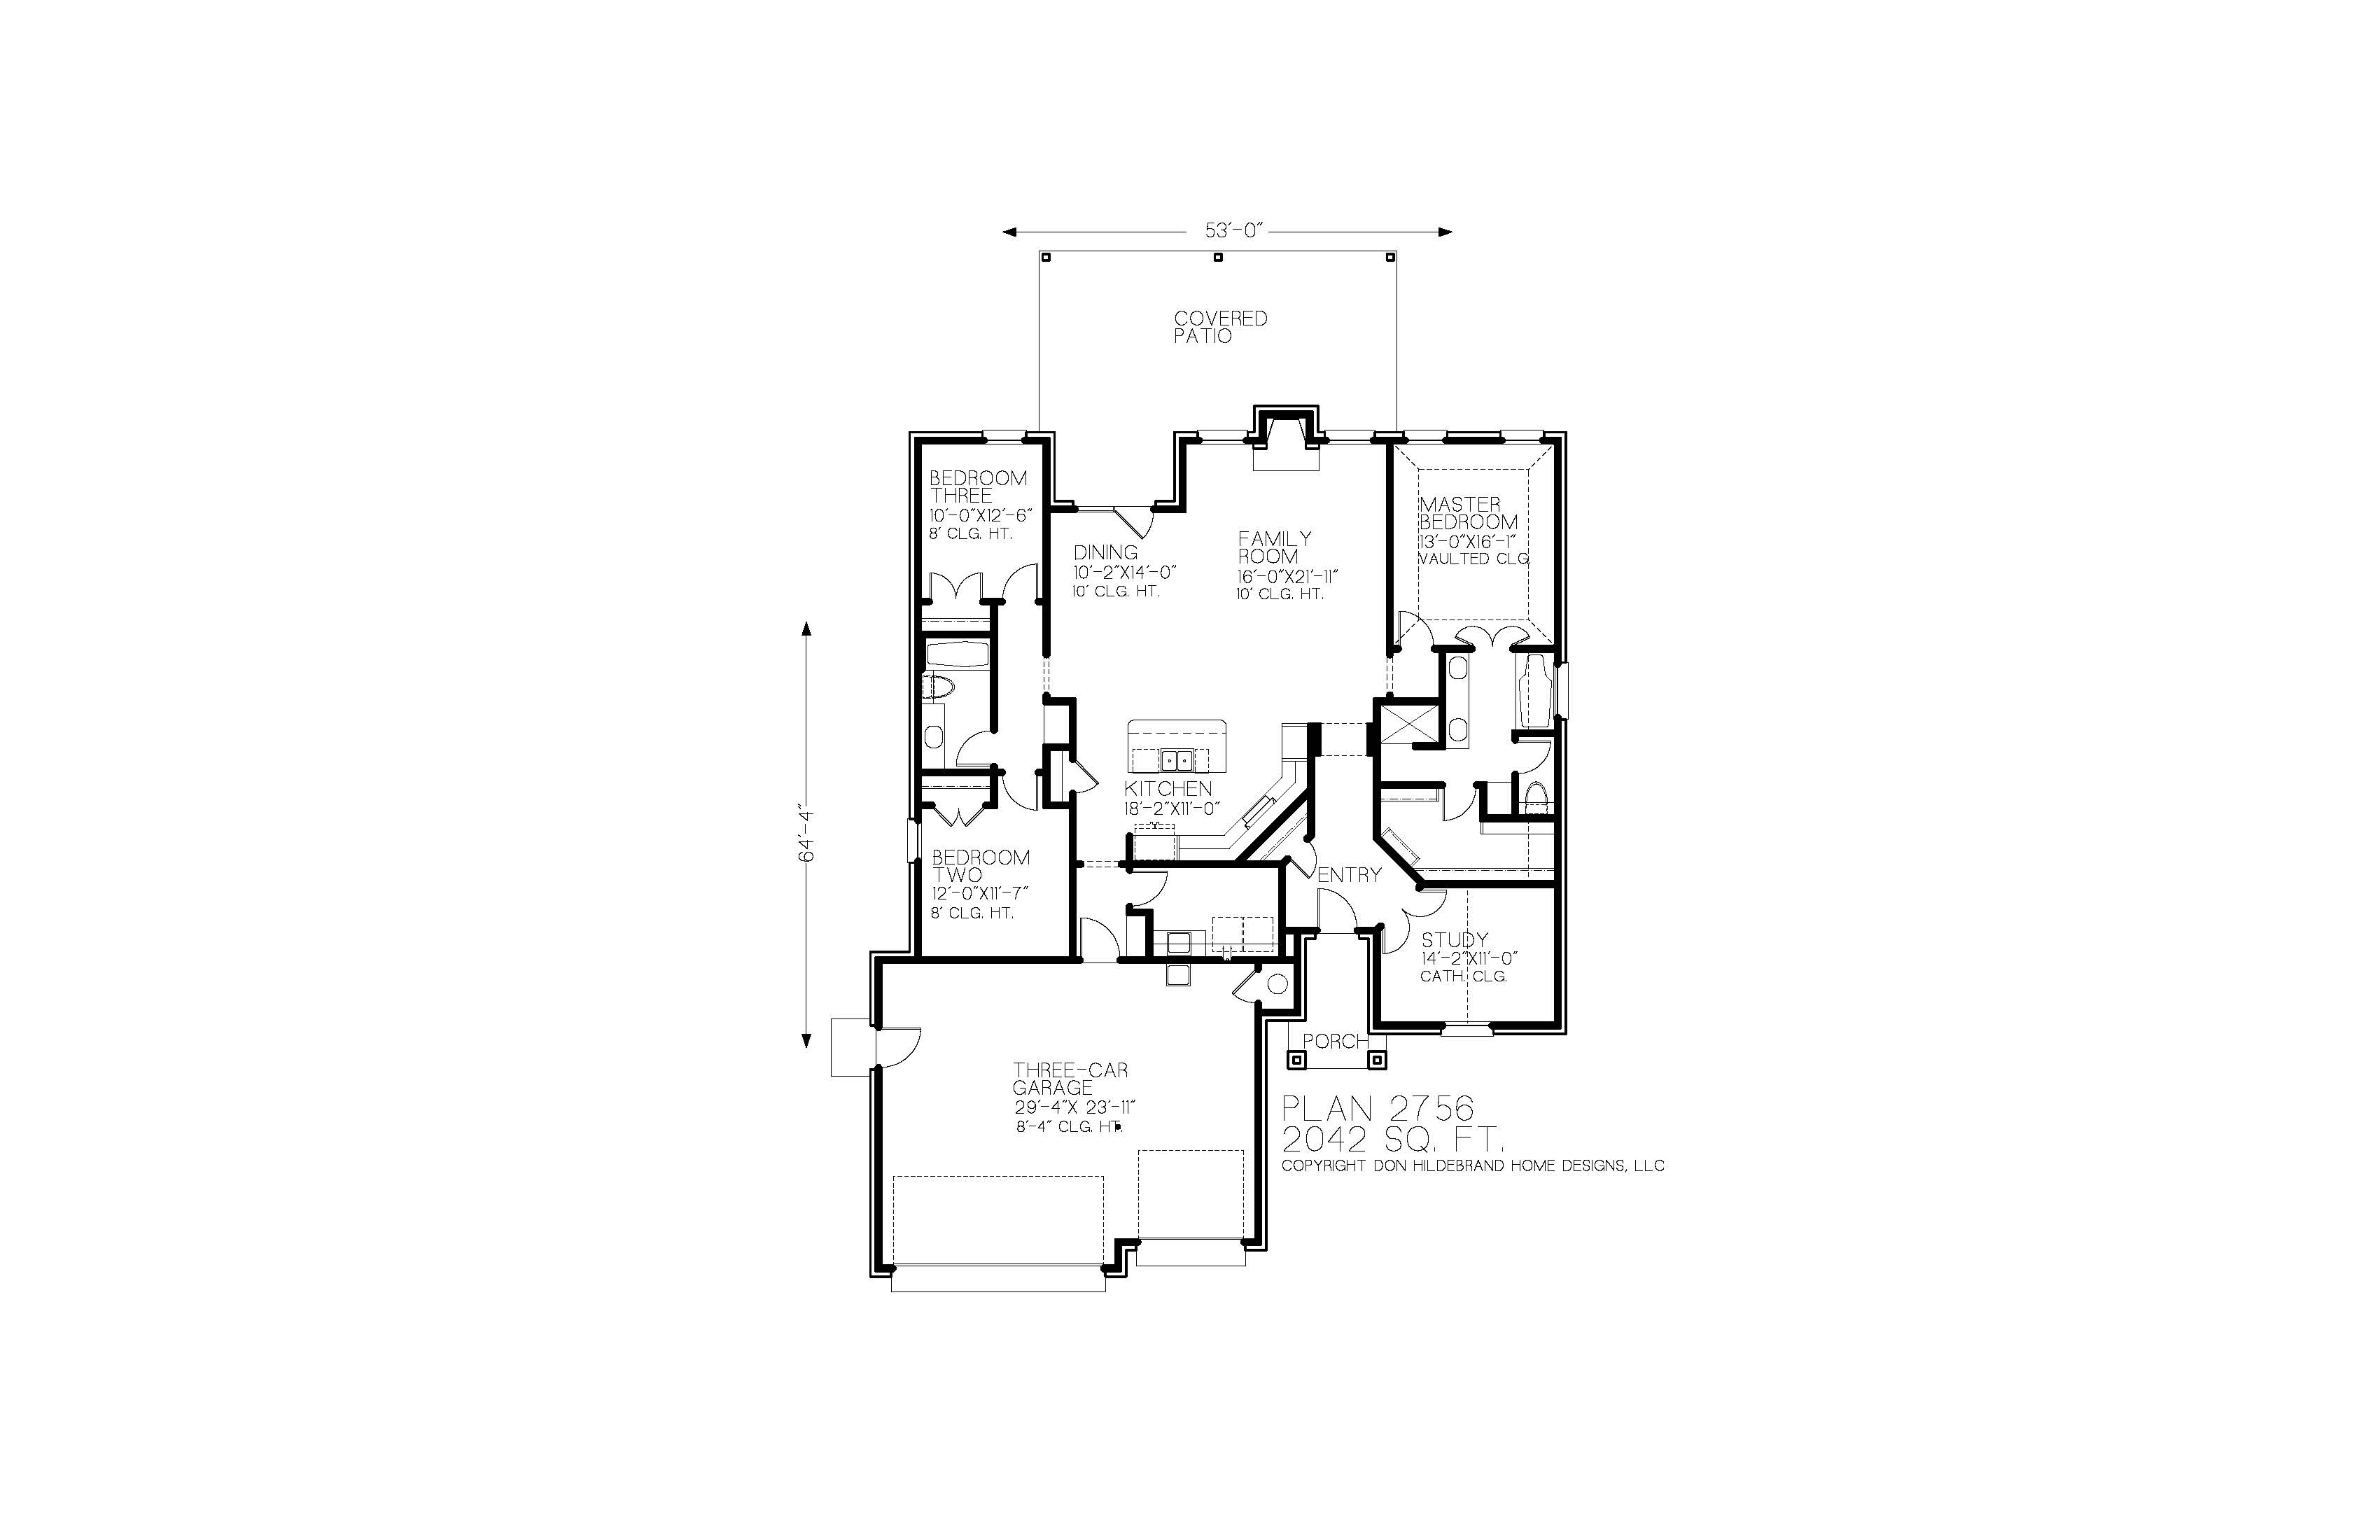 53'-0"
COVERED
PATIO
BEDROOM
THREE
10'-0"X12'-6"
8' CLG. HT.
DINING
10'-2"X14'-0"
10' CLG. HT.
FAMILY
ROOM
16'-0"X21'-11"
10' CLG. HT.
MASTER
BEDROOM
13'-0"X16'-1"
VAULTED CLG.
64'-4"
KITCHEN
18'-2"X11'-0"
BEDROOM
TWO
12'-0"X11'-7"
8' CLG. HT.
ENTRY
STUDY
14'-2"X11'-0"
CATH. CLG.
PORCH
THREE-CAR
GARAGE
29'-4"X 23'-11"
8'-4" CLG. HT.
PLAN 2756
2042 SQ. FT.
COPYRIGHT DON HILDEBRAND HOME DESIGNS, LLC